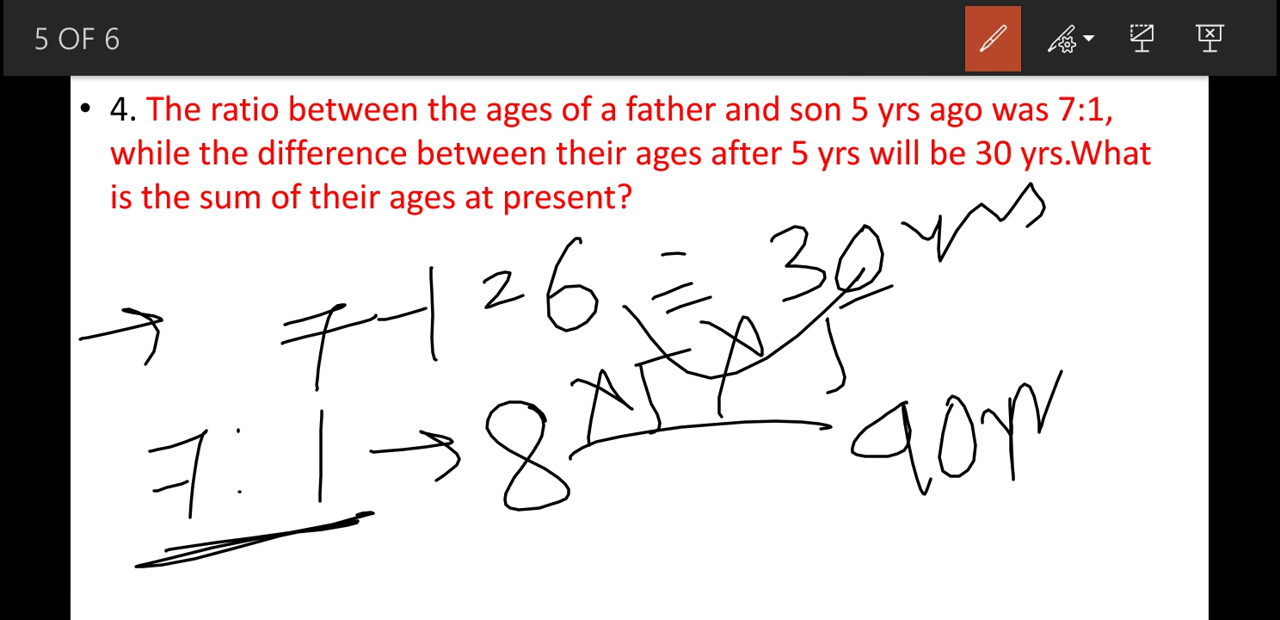 5 OF 6
• 4. The ratio between the ages of a father and son 5 yrs ago was 7:1,
while the difference between their ages after 5 yrs will be 30 yrs.What
is the sum of their ages at present?
→ 7-1 = 6 = 30 yrs
7 : 1 → 8